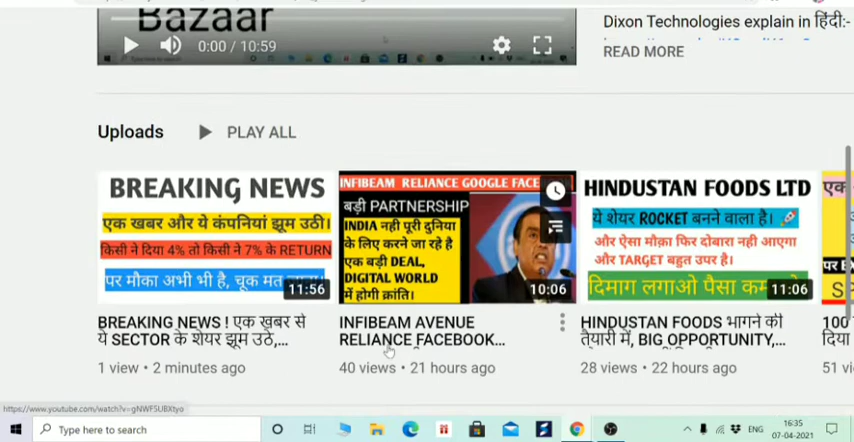 Bazaar
0:00 / 10:59
Dixon Technologies explain in हिंदी:-
READ MORE
Uploads
PLAY ALL
BREAKING NEWS
एक खबर और ये कंपनियां झूम उठी।
किसी ने दिया 4% तो किसी ने 7% के RETURN
पर मौका अभी भी है, चूक मत
11:56
BREAKING NEWS ! एक खबर से
ये SECTOR के शेयर झूम उठे,...
1 view • 2 minutes ago
INFIBEAM RELIANCE GOOGLE FACE
बड़ी PARTNERSHIP
INDIA नही पूरी दुनिया
के लिए करने जा रहे है
एक बड़ी DEAL,
DIGITAL WORLD
में होगी क्रांति।
10:06
INFIBEAM AVENUE
RELIANCE FACEBOOK...
40 views • 21 hours ago
HINDUSTAN FOODS LTD
ये शेयर ROCKET बनने वाला है।
और ऐसा मौक़ा फिर दोबारा नही आएगा
और TARGET बहुत उपर है।
दिमाग लगाओ पैसा
11:06
HINDUSTAN FOODS भागने की
तैयारी में, BIG OPPORTUNITY,...
28 views • 22 hours ago
एक
पर
100
दिया
51 vi
https://www.youtube.com/watch?v=gNWF5UBXtyo
Type here to search
ENG
16:35
07-04-2021